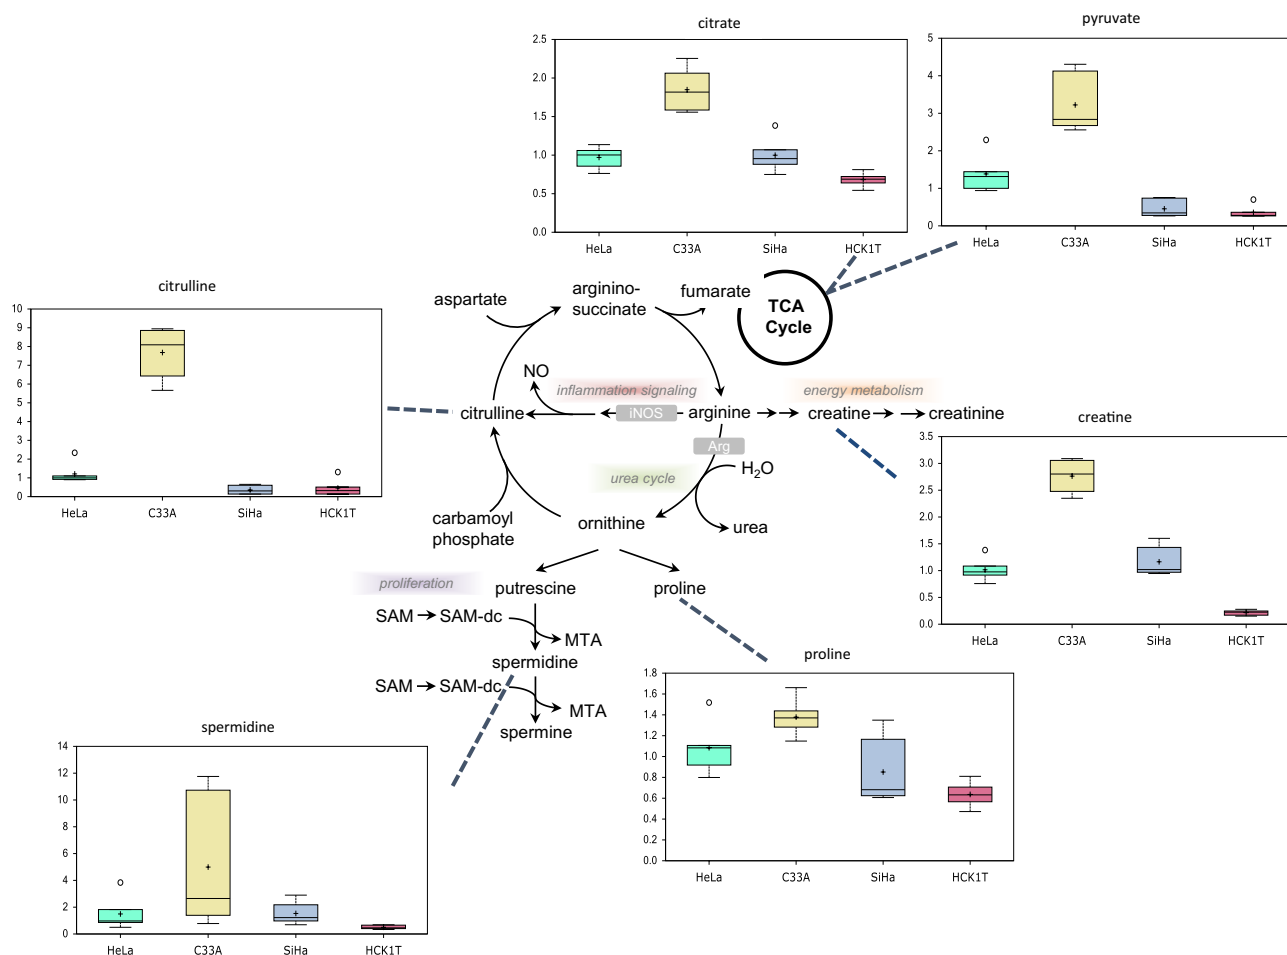 citrate
2.5
2.0
1.5
1.0
0.5
0.0
HeLa C33A SiHa HCK1T
pyruvate
5
4
3
2
1
0
HeLa C33A SiHa HCK1T
citrulline
10
9
8
7
6
5
4
3
2
1
0
HeLa C33A SiHa HCK1T
aspartate
arginino-
succinate
fumarate
TCA
Cycle
NO
inflammation signaling
energy metabolism
citrulline
iNOS
arginine
creatine
creatinine
Arg
H2O
urea cycle
carbamoyl
phosphate
ornithine
urea
creatine
3.5
3.0
2.5
2.0
1.5
1.0
0.5
0.0
HeLa C33A SiHa HCK1T
proliferation
putrescine
proline
SAM
SAM-dc
MTA
spermidine
SAM
SAM-dc
MTA
spermine
proline
1.8
1.6
1.4
1.2
1.0
0.8
0.6
0.4
0.2
0.0
HeLa C33A SiHa HCK1T
spermidine
14
12
10
8
6
4
2
0
HeLa C33A SiHa HCK1T